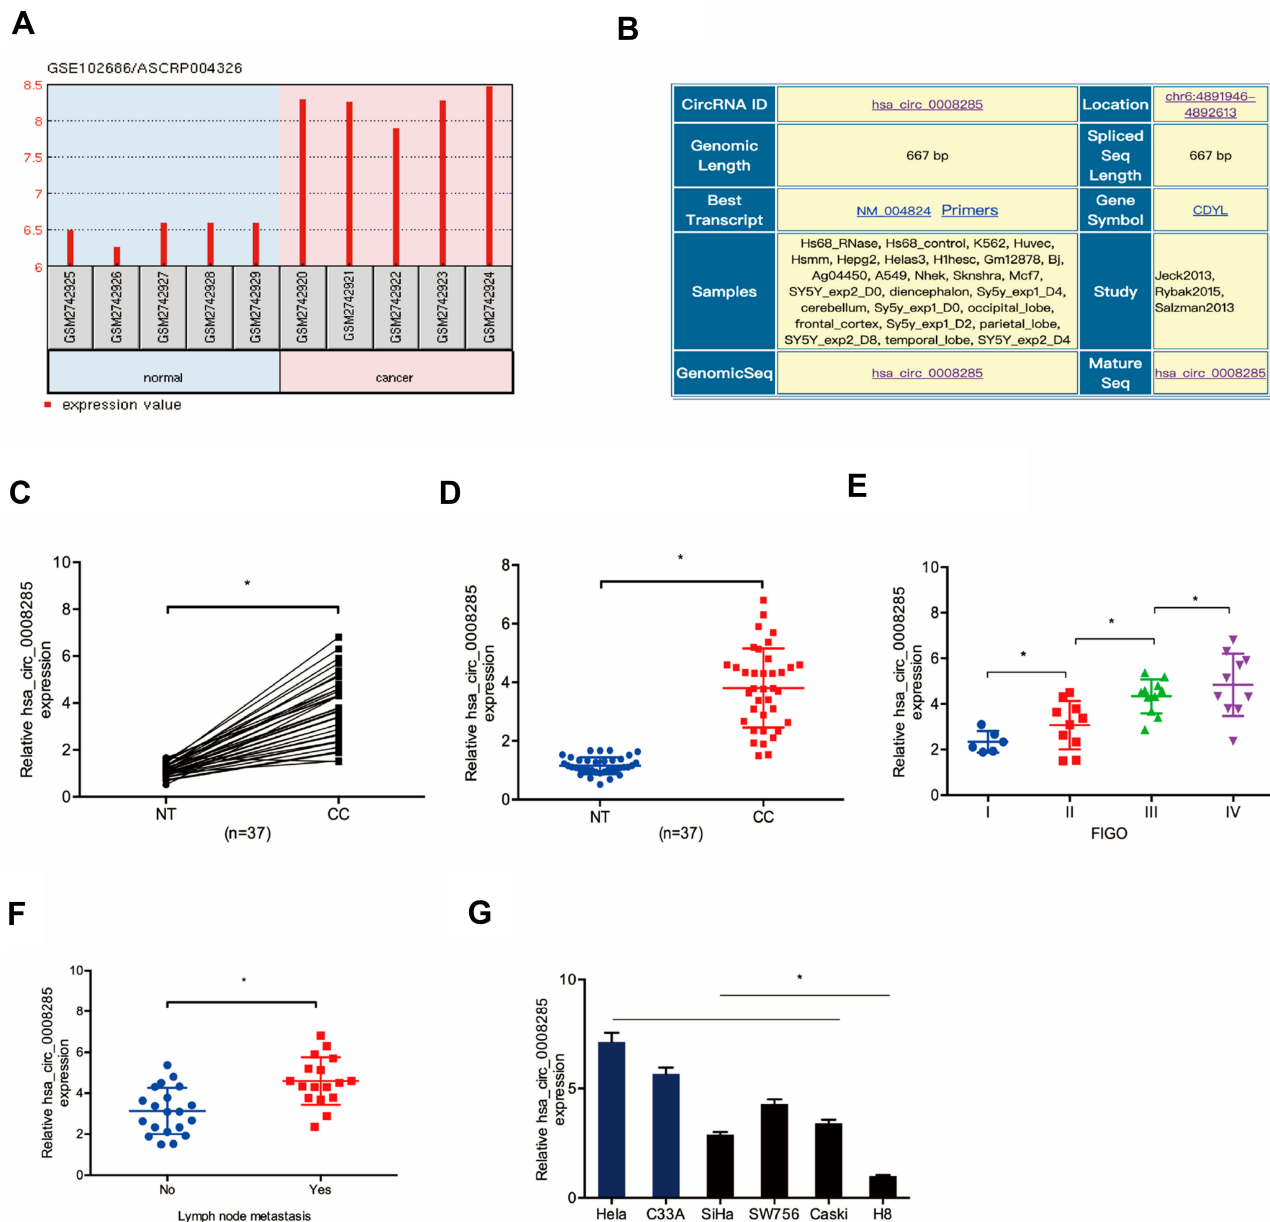 A
GSE102686/ASCRP004326
8.5
8
7.5
7
6.5
6
GSM2742925
GSM2742926
GSM2742927
GSM2742928
GSM2742929
GSM2742920
GSM2742921
GSM2742922
GSM2742923
GSM2742924
normal
cancer
expression value
B
CircRNA ID
hsa_circ_0008285
Location
chr6:4891946-
4892613
Genomic
Length
667 bp
Spliced
Seq
Length
667 bp
Best
Transcript
NM_004824 Primers
Gene
Symbol
CDYL
Samples
Hs68_RNase, Hs68_control, K562, Huvec,
Hsmm, Hepg2, Helas3, H1hesc, Gm12878, Bj,
Ag04450, A549, Nhek, Sknshra, Mcf7,
SY5Y_exp2_D0, diencephalon, Sy5y_exp1_D4,
cerebellum, Sy5y_exp1_D0, occipital_lobe,
frontal_cortex, Sy5y_exp1_D2, parietal_lobe,
SY5Y_exp2_D8, temporal_lobe, SY5Y_exp2_D4
Study
Jeck2013,
Rybak2015,
Salzman2013
GenomicSeq
hsa_circ_0008285
Mature
Seq
hsa_circ_0008285
C
Relative hsa_circ_0008285
expression
10
8
6
4
2
0
*
NT
CC
(n=37)
D
Relative hsa_circ_0008285
expression
8
6
4
2
0
*
NT
CC
(n=37)
E
Relative hsa_circ_0008285
expression
10
8
6
4
2
0
*
*
*
I
II
III
IV
FIGO
F
Relative hsa_circ_0008285
expression
10
8
6
4
2
0
*
No
Yes
Lymph node metastasis
G
Relative hsa_circ_0008285
expression
10
5
0
*
Hela
C33A
SiHa
SW756
Caski
H8